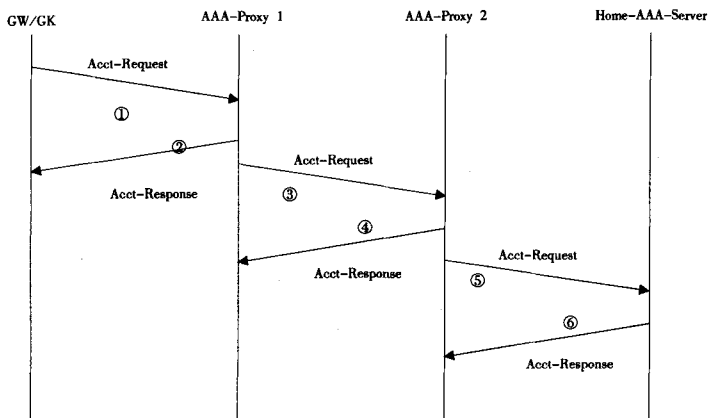 GW/GK
AAA-Proxy 1
AAA-Proxy 2
Home-AAA-Server
Acct-Request
①
②
Acct-Response
Acct-Request
③
④
Acct-Response
Acct-Request
⑤
⑥
Acct-Response